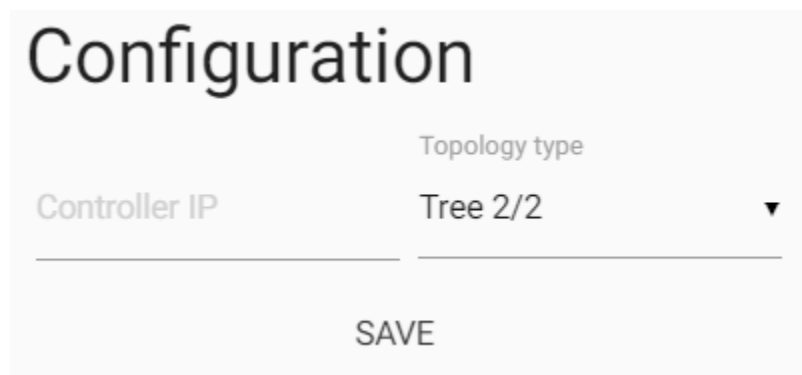 Configuration
Topology type
Controller IP
Tree 2/2
SAVE